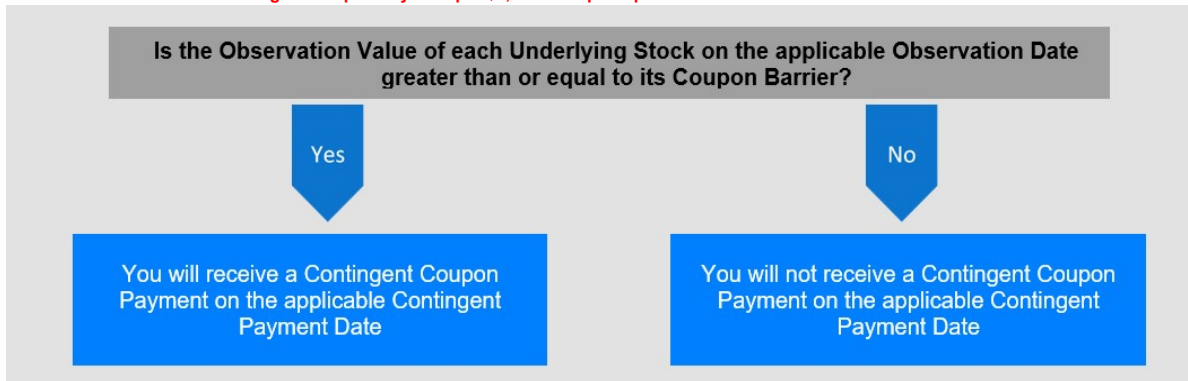 Is the Observation Value of each Underlying Stock on the applicable Observation Date
greater than or equal to its Coupon Barrier?
Yes
No
You will receive a Contingent Coupon
Payment on the applicable Contingent
Payment Date
You will not receive a Contingent Coupon
Payment on the applicable Contingent
Payment Date